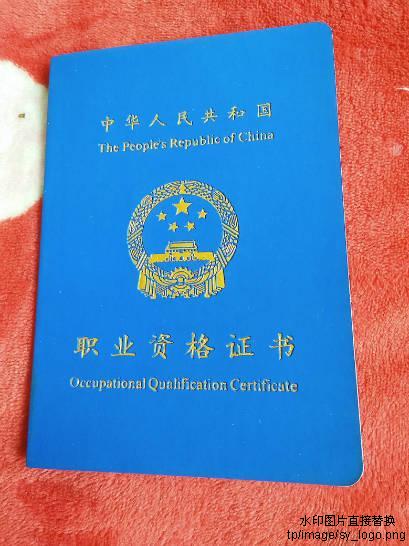 中华人民共和国
The People's Republic of China
职业资格证书
Occupational Qualification Certificate
水印图片直接替换
tp/image/sy_logo.png